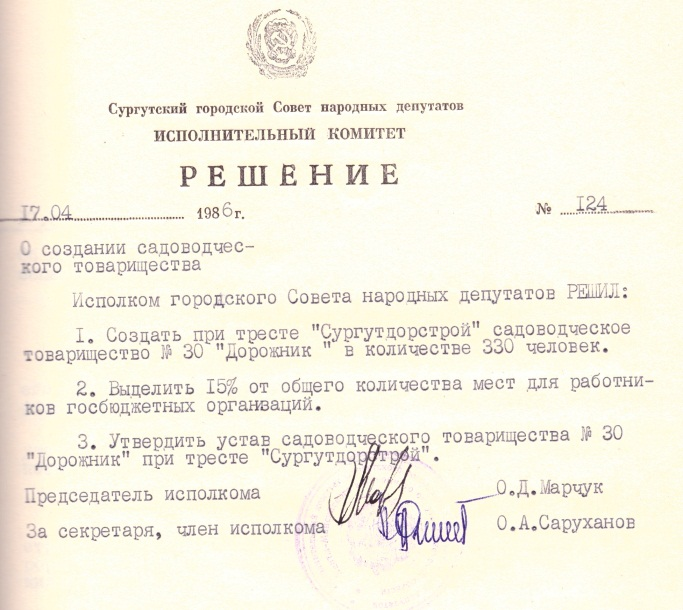 Сургутский городской Совет народных депутатов
ИСПОЛНИТЕЛЬНЫЙ КОМИТЕТ
РЕШЕНИЕ
17.04 1986 г. № 124
О создании садоводчес-
кого товарищества
Исполком городского Совета народных депутатов РЕШИЛ:
I. Создать при тресте "Сургутдорстрой" садоводческое
товарищество № 30 "Дорожник " в количестве 330 человек.
2. Выделить 15% от общего количества мест для работни-
ков госбюджетных организаций.
3. Утвердить устав садоводческого товарищества № 30
"Дорожник" при тресте "Сургутдорстрой".
Председатель исполкома О.Д.Марчук
За секретаря, член исполкома О.А.Саруханов